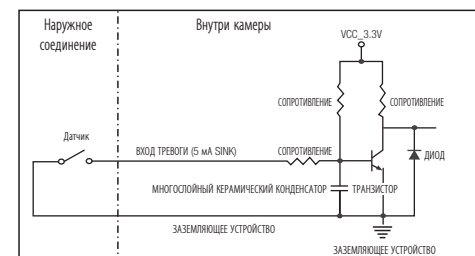 Наружное
соединение
Внутри камеры
VCC_3.3V
СОПРОТИВЛЕНИЕ
СОПРОТИВЛЕНИЕ
Датчик
ВХОД ТРЕВОГИ (5 мА SINK)
СОПРОТИВЛЕНИЕ
ДИОД
МНОГОСЛОЙНЫЙ КЕРАМИЧЕСКИЙ КОНДЕНСАТОР
ТРАНЗИСТОР
ЗАЗЕМЛЯЮЩЕЕ УСТРОЙСТВО
ЗАЗЕМЛЯЮЩЕЕ УСТРОЙСТВО